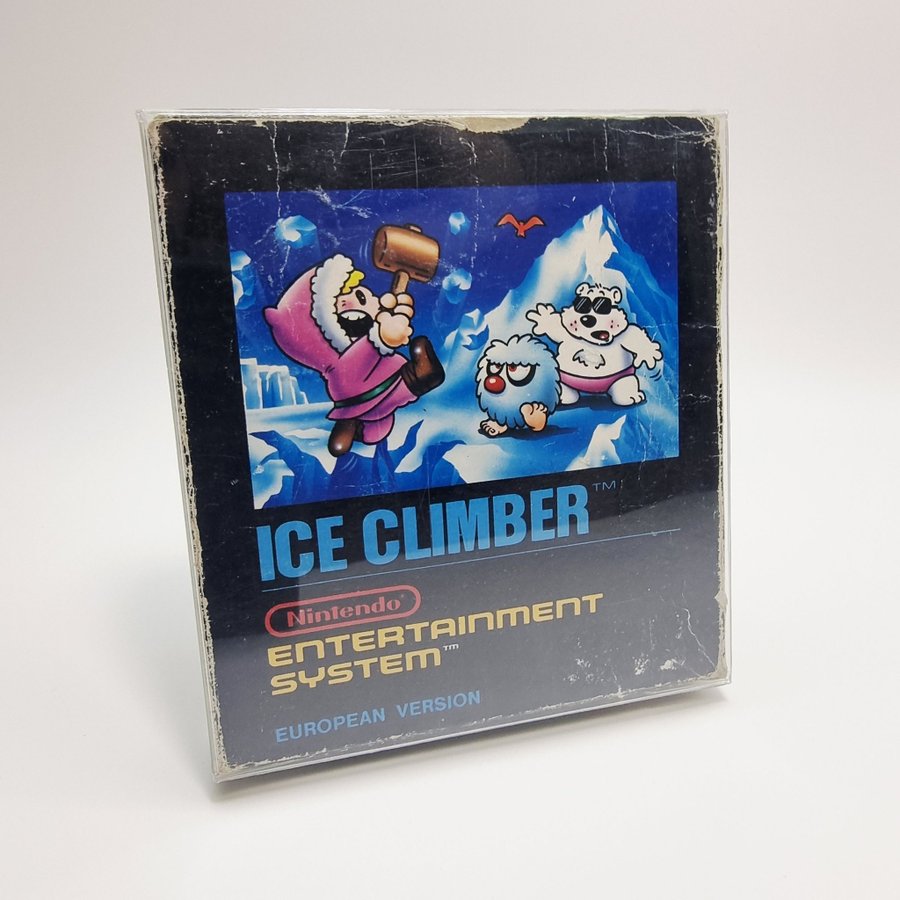 ICE CLIMBER™
Nintendo®
ENTERTAINMENT
SYSTEM™
EUROPEAN VERSION